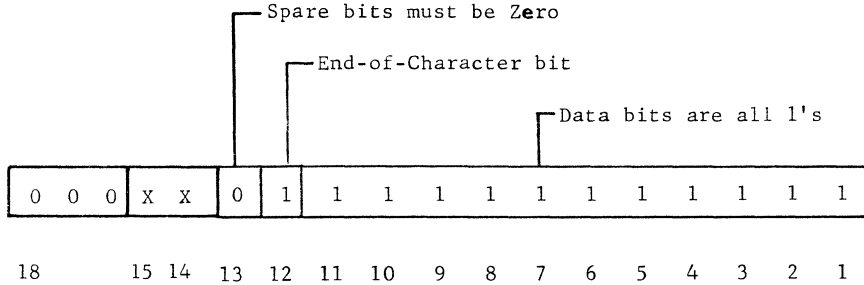 Spare bits must be Zero
End-of-Character bit
Data bits are all 1's
0 0 0 X X 0 1 1 1 1 1 1 1 1 1 1 1 1
18 15 14 13 12 11 10 9 8 7 6 5 4 3 2 1